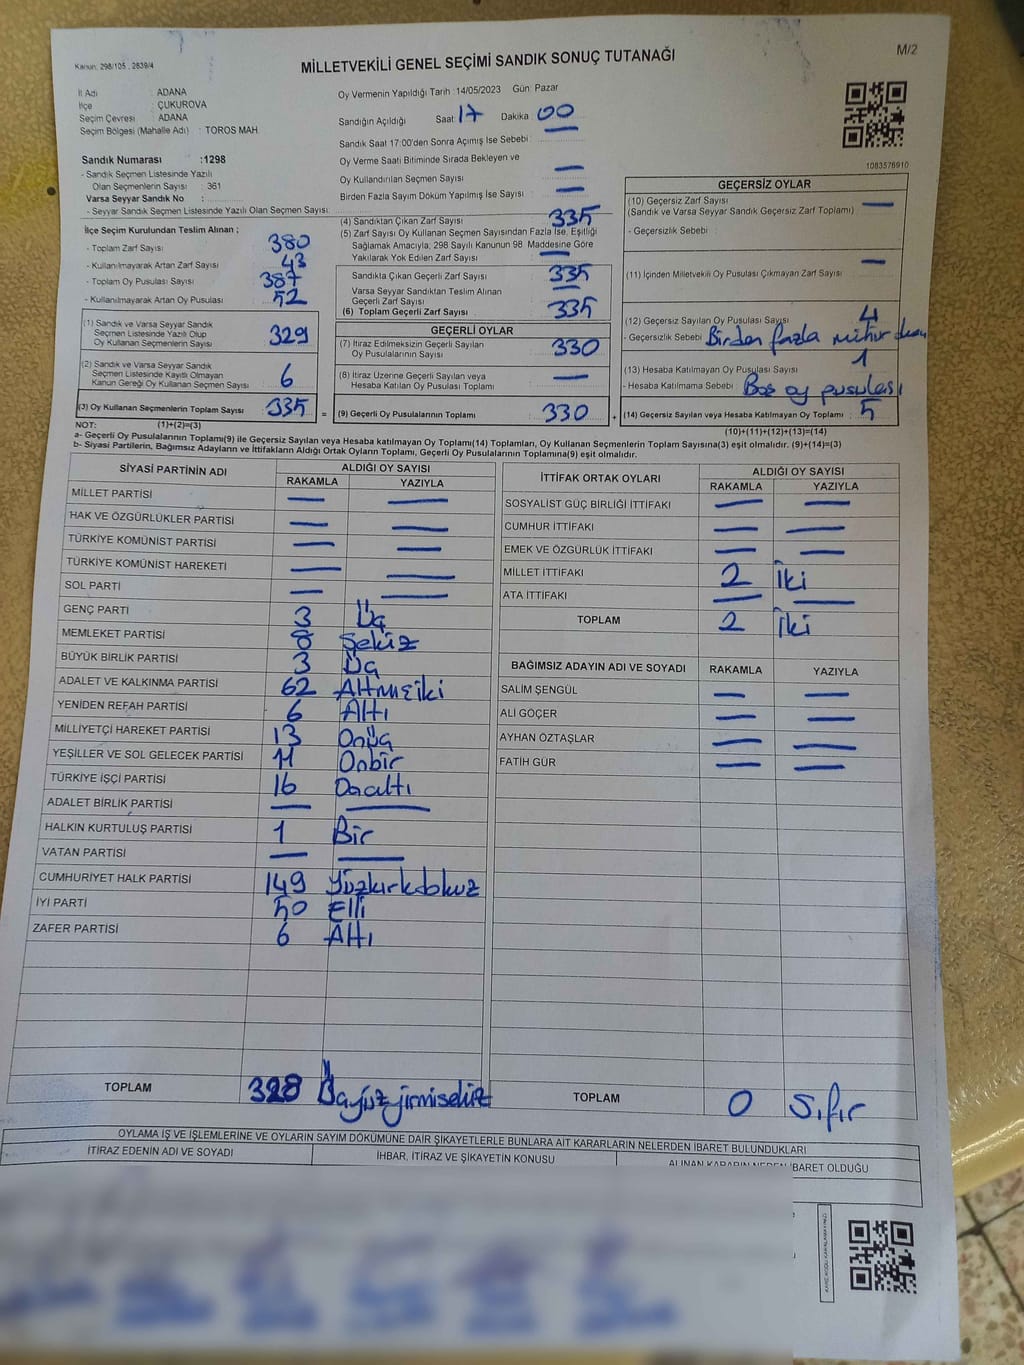 Kanun: 298/105 , 2839/4
M/2
MİLLETVEKİLİ GENEL SEÇİMİ SANDIK SONUÇ TUTANAĞI
İl Adı : ADANA
İlçe : ÇUKUROVA
Seçim Çevresi : ADANA
Seçim Bölgesi (Mahalle Adı) : TOROS MAH.
Sandık Numarası :1298
- Sandık Seçmen Listesinde Yazılı
Olan Seçmenlerin Sayısı : 361
Varsa Seyyar Sandık No :
- Seyyar Sandık Seçmen Listesinde Yazılı Olan Seçmen Sayısı:
Oy Vermenin Yapıldığı Tarih :14/05/2023 Gün: Pazar
Sandığın Açıldığı Saat: 17 Dakika: 00
Sandık Saat 17:00'den Sonra Açımış İse Sebebi: —
Oy Verme Saati Bitiminde Sırada Bekleyen ve
Oy Kullandırılan Seçmen Sayısı —
Birden Fazla Sayım Döküm Yapılmış İse Sayısı : —
1083576910
İlçe Seçim Kurulundan Teslim Alınan ;
- Toplam Zarf Sayısı : 380
- Kullanılmayarak Artan Zarf Sayısı : 43
- Toplam Oy Pusulası Sayısı : 387
- Kullanılmayarak Artan Oy Pusulası : 52
(1) Sandık ve Varsa Seyyar Sandık
Seçmen Listesinde Yazılı Olup
Oy Kullanan Seçmenlerin Sayısı : 329
(2) Sandık ve Varsa Seyyar Sandık
Seçmen Listesinde Kayıtlı Olmayan
Kanun Gereği Oy Kullanan Seçmen Sayısı : 6
(3) Oy Kullanan Seçmenlerin Toplam Sayısı : 335 =
(4) Sandıktan Çıkan Zarf Sayısı : 335
(5) Zarf Sayısı Oy Kullanan Seçmen Sayısından Fazla İse, Eşitliği
Sağlamak Amacıyla, 298 Sayılı Kanunun 98. Maddesine Göre
Yakılarak Yok Edilen Zarf Sayısı: —
Sandıkta Çıkan Geçerli Zarf Sayısı : 335
Varsa Seyyar Sandıktan Teslim Alınan
Geçerli Zarf Sayısı : —
(6) Toplam Geçerli Zarf Sayısı : 335
GEÇERLİ OYLAR
(7) İtiraz Edilmeksizin Geçerli Sayılan
Oy Pusulalarının Sayısı : 330
(8) İtiraz Üzerine Geçerli Sayılan veya
Hesaba Katılan Oy Pusulası Toplamı : —
(9) Geçerli Oy Pusulalarının Toplamı : 330 +
GEÇERSİZ OYLAR
(10) Geçersiz Zarf Sayısı : —
(Sandık ve Varsa Seyyar Sandık Geçersiz Zarf Toplamı)
- Geçersizlik Sebebi :
(11) İçinden Milletvekili Oy Pusulası Çıkmayan Zarf Sayısı : —
(12) Geçersiz Sayılan Oy Pusulası Sayısı : 4
- Geçersizlik Sebebi: Birden fazla mühür
(13) Hesaba Katılmayan Oy Pusulası Sayısı : 1
- Hesaba Katılmama Sebebi : Boş oy pusulası
(14) Geçersiz Sayılan veya Hesaba Katılmayan Oy Toplamı : 5
NOT: (1)+(2)=(3)
(10)+(11)+(12)+(13)=(14)
a- Geçerli Oy Pusulalarının Toplamı(9) ile Geçersiz Sayılan veya Hesaba katılmayan Oy Toplamı(14) Toplamları, Oy Kullanan Seçmenlerin Toplam Sayısına(3) eşit olmalıdır. (9)+(14)=(3)
b- Siyasi Partilerin, Bağımsız Adayların ve İttifakların Aldığı Ortak Oyların Toplamı, Geçerli Oy Pusulalarının Toplamına(9) eşit olmalıdır.
SİYASİ PARTİNİN ADI ALDIĞI OY SAYISI
RAKAMLA YAZIYLA
MİLLET PARTİSİ — —
HAK VE ÖZGÜRLÜKLER PARTİSİ — —
TÜRKİYE KOMÜNİST PARTİSİ — —
TÜRKİYE KOMÜNİST HAREKETİ — —
SOL PARTİ — —
GENÇ PARTİ 3 Üç
MEMLEKET PARTİSİ 8 Sekiz
BÜYÜK BİRLİK PARTİSİ 3 Üç
ADALET VE KALKINMA PARTİSİ 62 Altmışiki
YENİDEN REFAH PARTİSİ 6 Altı
MİLLİYETÇİ HAREKET PARTİSİ 13 Onüç
YEŞİLLER VE SOL GELECEK PARTİSİ 11 Onbir
TÜRKİYE İŞÇİ PARTİSİ 16 Onaltı
ADALET BİRLİK PARTİSİ — —
HALKIN KURTULUŞ PARTİSİ 1 Bir
VATAN PARTİSİ — —
CUMHURİYET HALK PARTİSİ 149 Yüzkırkdokuz
İYİ PARTİ 50 Elli
ZAFER PARTİSİ 6 Altı
TOPLAM 328 Üçyüzyirmisekiz
İTTİFAK ORTAK OYLARI ALDIĞI OY SAYISI
RAKAMLA YAZIYLA
SOSYALİST GÜÇ BİRLİĞİ İTTİFAKI — —
CUMHUR İTTİFAKI — —
EMEK VE ÖZGÜRLÜK İTTİFAKI — —
MİLLET İTTİFAKI 2 İki
ATA İTTİFAKI — —
TOPLAM 2 İki
BAĞIMSIZ ADAYIN ADI VE SOYADI RAKAMLA YAZIYLA
SALİM ŞENGÜL — —
ALİ GÖÇER — —
AYHAN ÖZTAŞLAR — —
FATİH GÜR — —
TOPLAM 0 Sıfır
OYLAMA İŞ VE İŞLEMLERİNE VE OYLARIN SAYIM DÖKÜMÜNE DAİR ŞİKAYETLERLE BUNLARA AİT KARARLARIN NELERDEN İBARET BULUNDUKLARI
İTİRAZ EDENİN ADI VE SOYADI İHBAR, İTİRAZ VE ŞİKAYETİN KONUSU ALINAN KARARIN NEDEN İBARET OLDUĞU